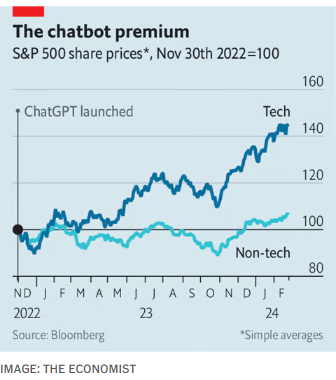 The chatbot premium
S&P 500 share prices*, Nov 30th 2022=100
160
ChatGPT launched
Tech
140
120
100
Non-tech
80
N D J F M A M J J A S O N D J F
2022 23 24
Source: Bloomberg *Simple averages
IMAGE: THE ECONOMIST